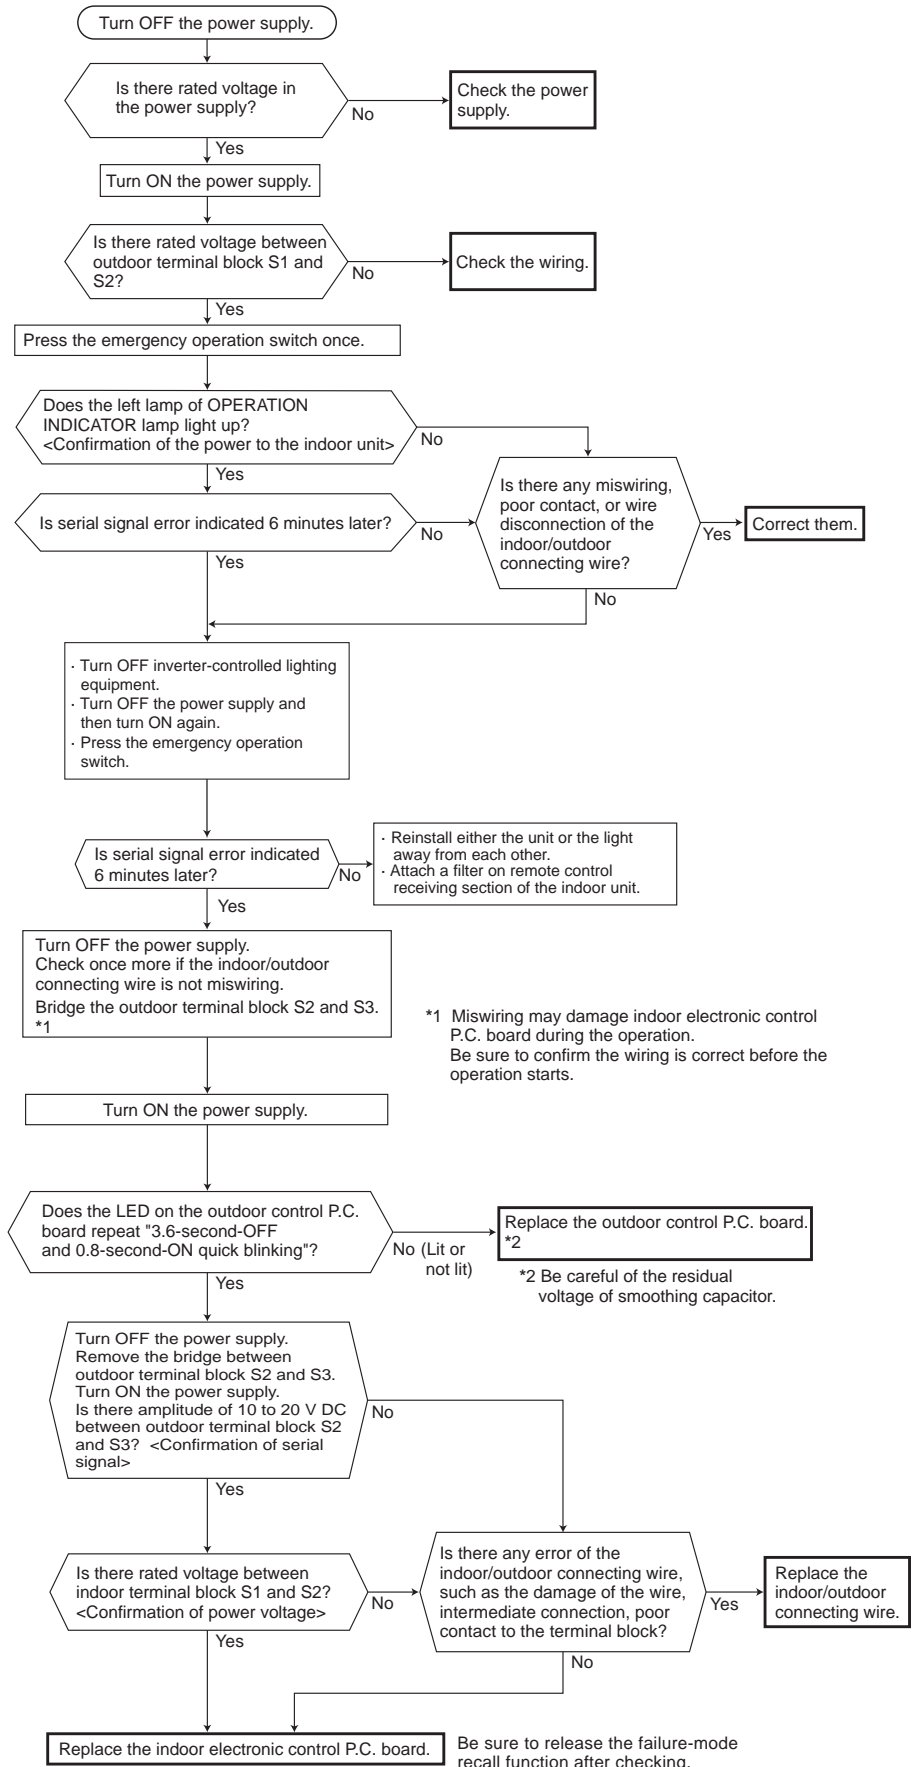 Turn OFF the power supply.
Is there rated voltage in
the power supply?
No
Check the power
supply.
Yes
Turn ON the power supply.
Is there rated voltage between
outdoor terminal block S1 and
S2?
No
Check the wiring.
Yes
Press the emergency operation switch once.
Does the left lamp of OPERATION
INDICATOR lamp light up?
<Confirmation of the power to the indoor unit>
No
Yes
Is serial signal error indicated 6 minutes later?
No
Is there any miswiring,
poor contact, or wire
disconnection of the
indoor/outdoor
connecting wire?
Yes
Correct them.
Yes
No
· Turn OFF inverter-controlled lighting
equipment.
· Turn OFF the power supply and
then turn ON again.
· Press the emergency operation
switch.
Is serial signal error indicated
6 minutes later?
No
· Reinstall either the unit or the light
away from each other.
· Attach a filter on remote control
receiving section of the indoor unit.
Yes
Turn OFF the power supply.
Check once more if the indoor/outdoor
connecting wire is not miswiring.
Bridge the outdoor terminal block S2 and S3.
*1
*1 Miswiring may damage indoor electronic control
P.C. board during the operation.
Be sure to confirm the wiring is correct before the
operation starts.
Turn ON the power supply.
Does the LED on the outdoor control P.C.
board repeat "3.6-second-OFF
and 0.8-second-ON quick blinking"?
No (Lit or
not lit)
Replace the outdoor control P.C. board.
*2
*2 Be careful of the residual
voltage of smoothing capacitor.
Yes
Turn OFF the power supply.
Remove the bridge between
outdoor terminal block S2 and S3.
Turn ON the power supply.
Is there amplitude of 10 to 20 V DC
between outdoor terminal block S2
and S3? <Confirmation of serial
signal>
No
Yes
Is there rated voltage between
indoor terminal block S1 and S2?
<Confirmation of power voltage>
No
Is there any error of the
indoor/outdoor connecting wire,
such as the damage of the wire,
intermediate connection, poor
contact to the terminal block?
Yes
Replace the
indoor/outdoor
connecting wire.
Yes
No
Replace the indoor electronic control P.C. board.
Be sure to release the failure-mode
recall function after checking.